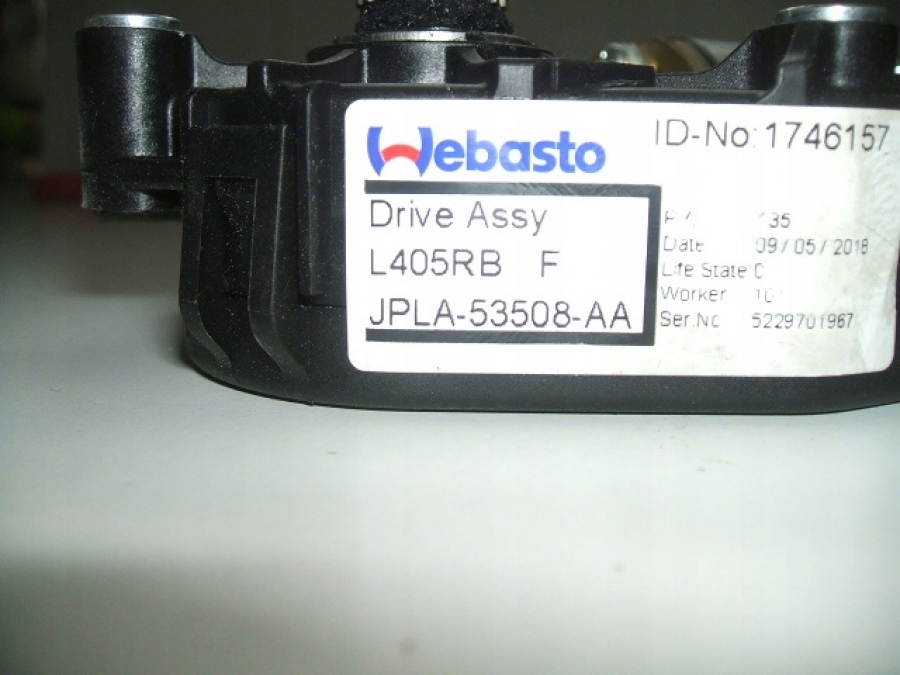 Webasto
ID-No: 1746157
Drive Assy
L405RB F
JPLA-53508-AA
Date 09/05/2018
Life State
Worker
Ser.No 5229701967